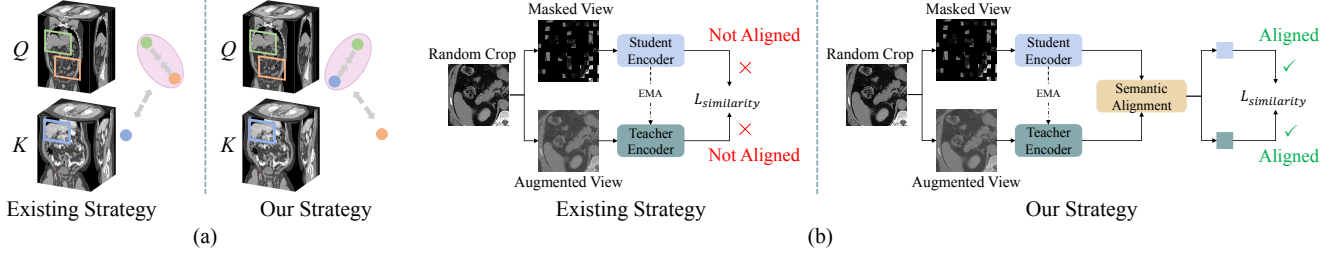 Q
K
Existing Strategy
Q
K
Our Strategy
(a)
Masked View
Random Crop
Student
Encoder
EMA
Teacher
Encoder
Augmented View
Not Aligned
L_similarity
Not Aligned
Existing Strategy
Masked View
Random Crop
Student
Encoder
EMA
Teacher
Encoder
Augmented View
Semantic
Alignment
Aligned
✓
L_similarity
✓
Aligned
Our Strategy
(b)